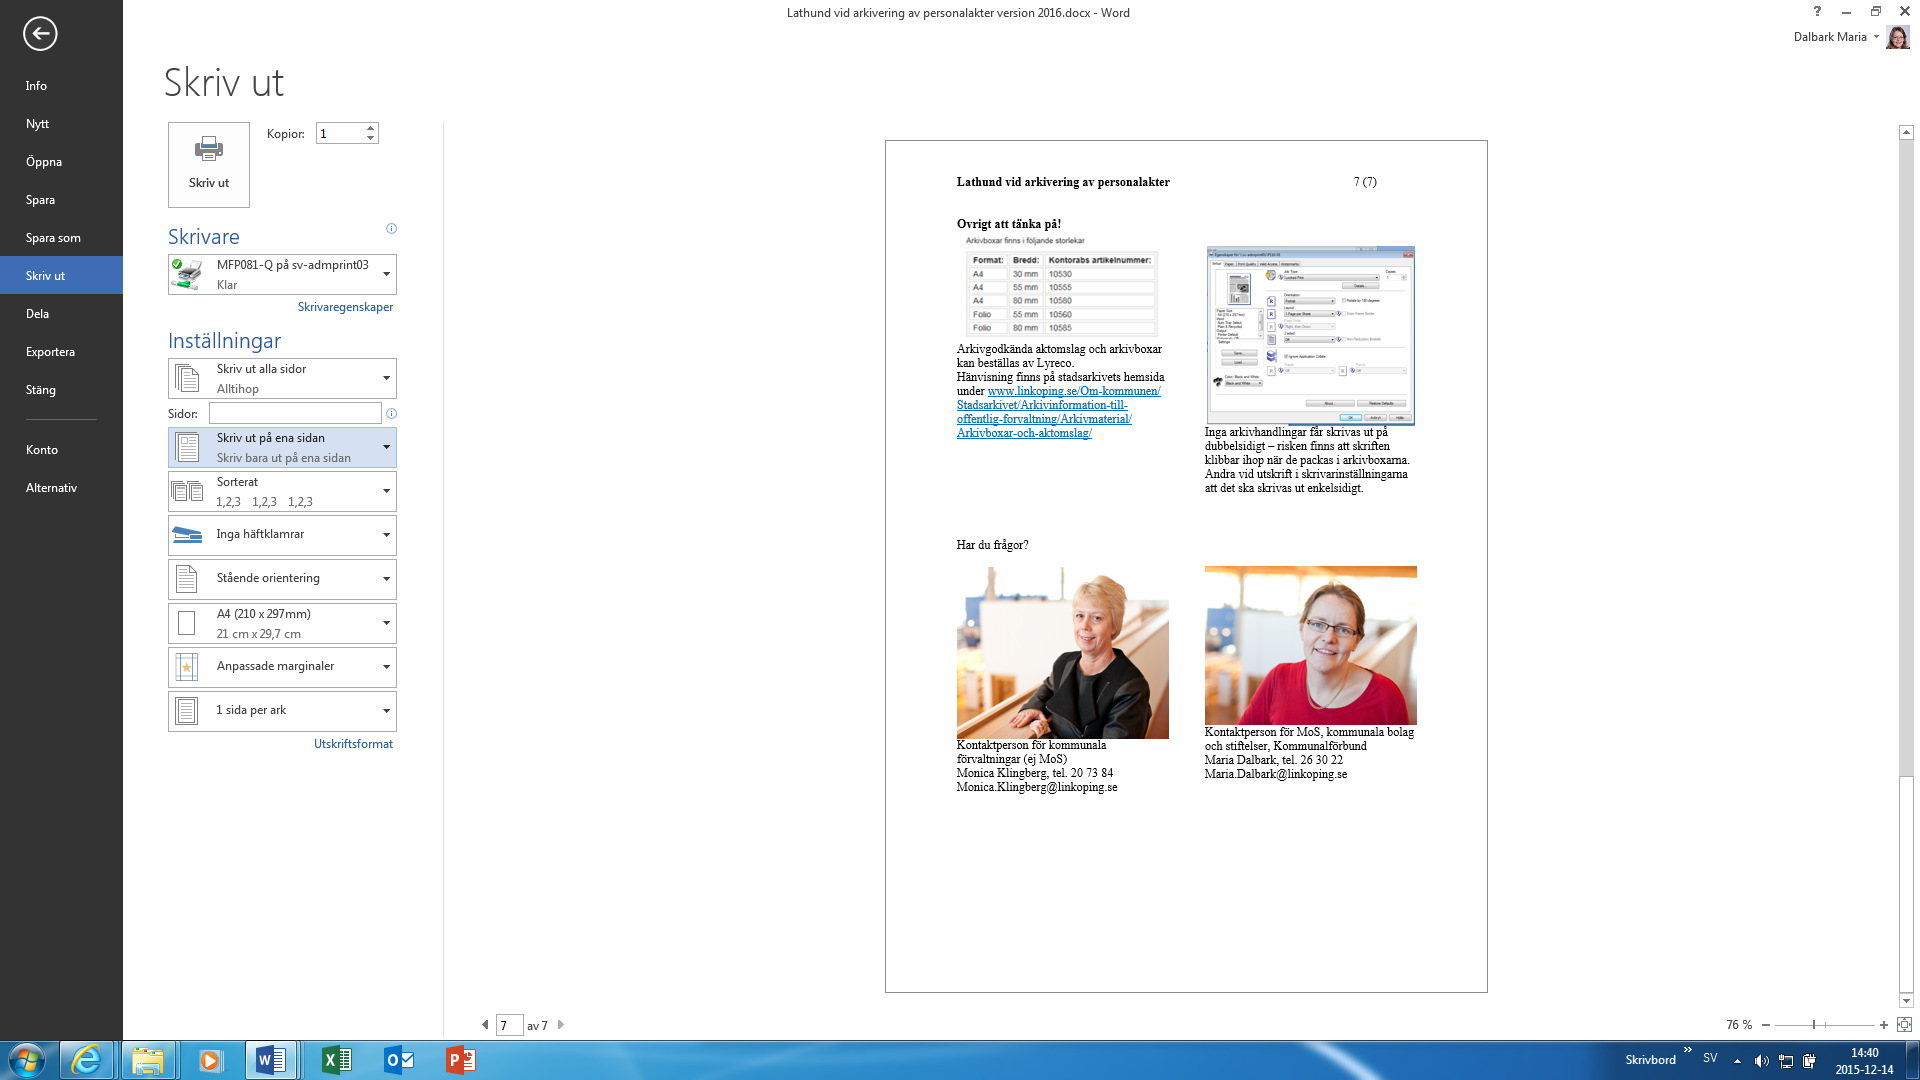 Lathund vid arkivering av personalakter version 2016.docx - Word
Dalbark Maria
Info
Nytt
Öppna
Spara
Spara som
Skriv ut
Dela
Exportera
Stäng
Konto
Alternativ
Skriv ut
Skriv ut
Kopior: 1
Skrivare
MFP081-Q på sv-admprint03
Klar
Skrivaregenskaper
Inställningar
Skriv ut alla sidor
Alltihop
Sidor:
Skriv ut på ena sidan
Skriv bara ut på ena sidan
Sorterat
1,2,3 1,2,3 1,2,3
Inga häftklamrar
Stående orientering
A4 (210 x 297mm)
21 cm x 29,7 cm
Anpassade marginaler
1 sida per ark
Utskriftsformat
Lathund vid arkivering av personalakter 7 (7)
Ovrigt att tänka på!
Arkivboxar finns i följande storlekar
Format: Bredd: Kontorabs artikelnummer:
A4 30 mm 10530
A4 55 mm 10555
A4 80 mm 10580
Folio 55 mm 10560
Folio 80 mm 10585
Arkivgodkända aktomslag och arkivboxar
kan beställas av Lyreco.
Hänvisning finns på stadsarkivets hemsida
under www.linkoping.se/Om-kommunen/
Stadsarkivet/Arkivinformation-till-
offentlig-forvaltning/Arkivmaterial/
Arkivboxar-och-aktomslag/
Inga arkivhandlingar får skrivas ut på
dubbelsidigt – risken finns att skriften
klibbar ihop när de packas i arkivboxarna.
Andra vid utskrift i skrivarinställningarna
att det ska skrivas ut enkelsidigt.
Har du frågor?
Kontaktperson för kommunala
förvaltningar (ej MoS)
Monica Klingberg, tel. 20 73 84
Monica.Klingberg@linkoping.se
Kontaktperson för MoS, kommunala bolag
och stiftelser, Kommunalförbund
Maria Dalbark, tel. 26 30 22
Maria.Dalbark@linkoping.se
7 av 7
76 %
Skrivbord
SV
14:40
2015-12-14